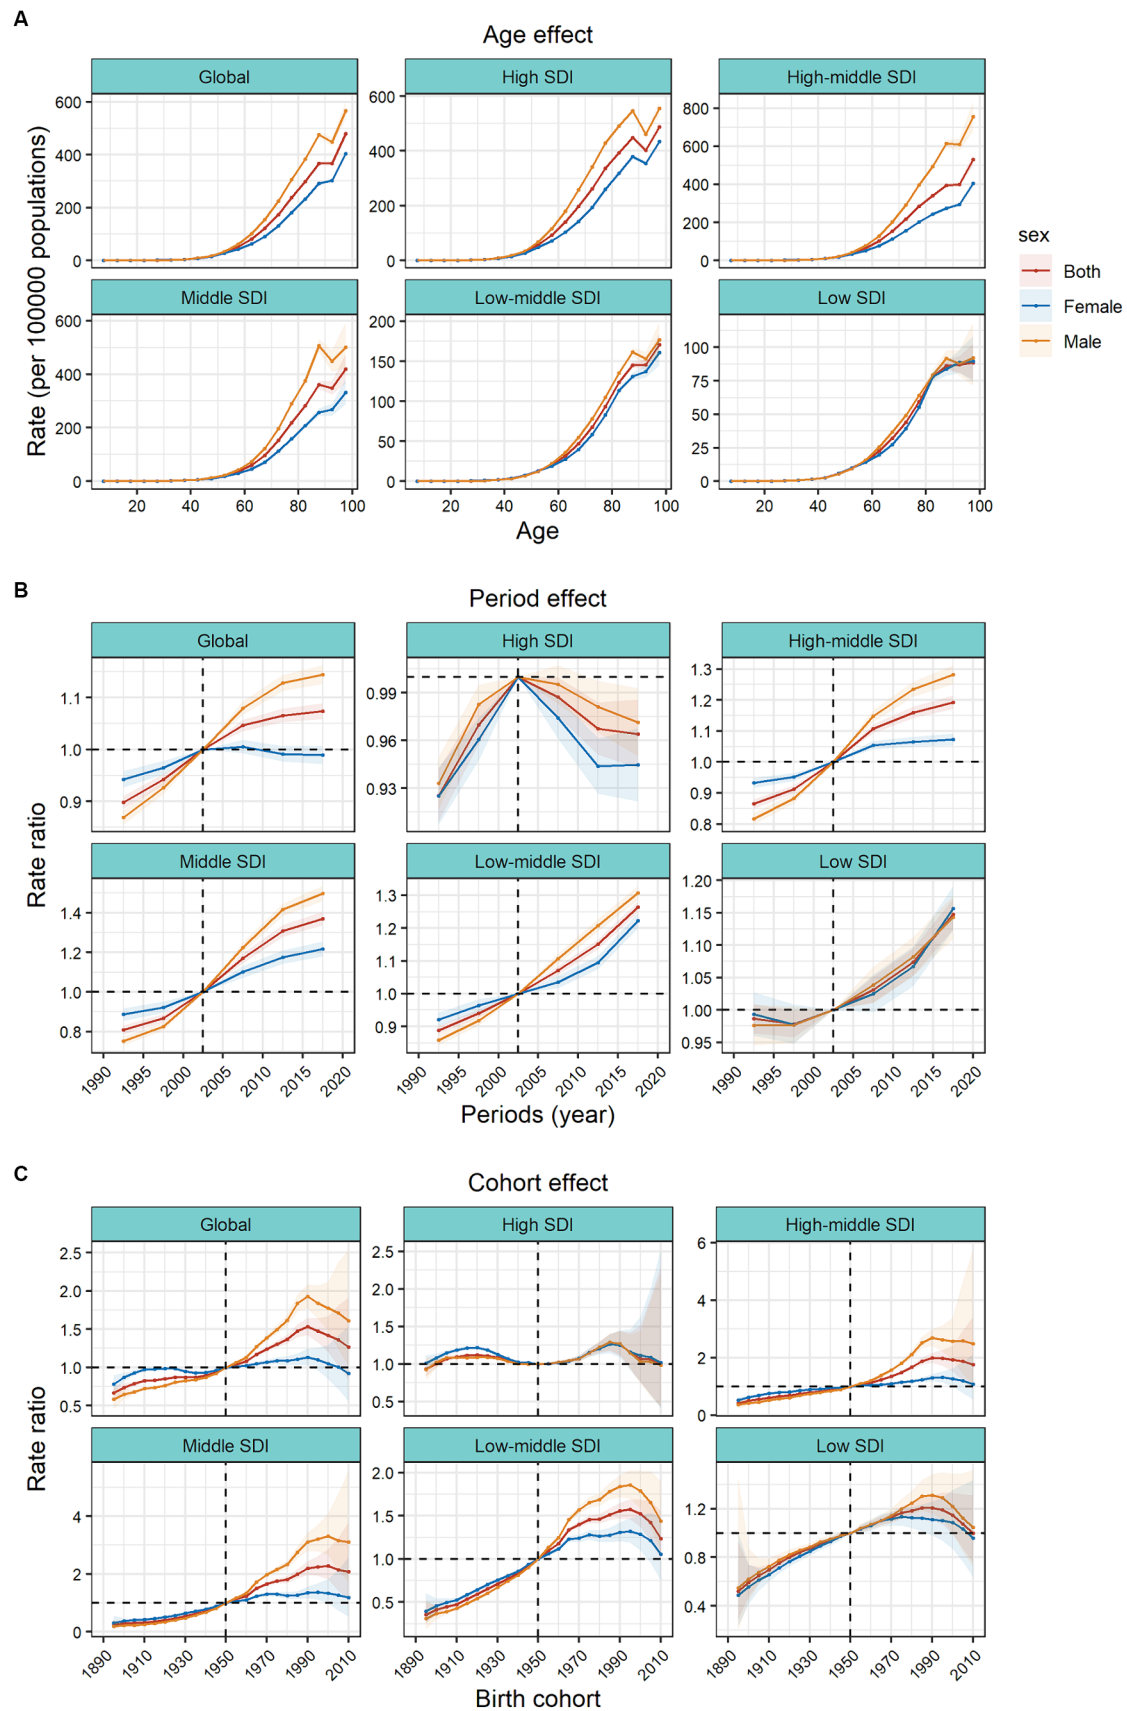 A
Age effect
Global
High SDI
High-middle SDI
600
400
200
0
600
400
200
0
800
600
400
200
0
Middle SDI
Low-middle SDI
Low SDI
600
400
200
0
200
150
100
50
0
100
75
50
25
0
20 40 60 80 100
20 40 60 80 100
20 40 60 80 100
Rate (per 100000 populations)
Age
sex
Both
Female
Male
B
Period effect
Global
High SDI
High-middle SDI
1.1
1.0
0.9
0.99
0.96
0.93
1.3
1.2
1.1
1.0
0.9
0.8
Middle SDI
Low-middle SDI
Low SDI
1.4
1.2
1.0
0.8
1.3
1.2
1.1
1.0
0.9
1.20
1.15
1.10
1.05
1.00
0.95
1990 1995 2000 2005 2010 2015 2020
1990 1995 2000 2005 2010 2015 2020
1990 1995 2000 2005 2010 2015 2020
Rate ratio
Periods (year)
C
Cohort effect
Global
High SDI
High-middle SDI
2.5
2.0
1.5
1.0
0.5
2.5
2.0
1.5
1.0
0.5
6
4
2
0
Middle SDI
Low-middle SDI
Low SDI
4
2
0
2.0
1.5
1.0
0.5
1.2
0.8
0.4
1890 1910 1930 1950 1970 1990 2010
1890 1910 1930 1950 1970 1990 2010
1890 1910 1930 1950 1970 1990 2010
Rate ratio
Birth cohort